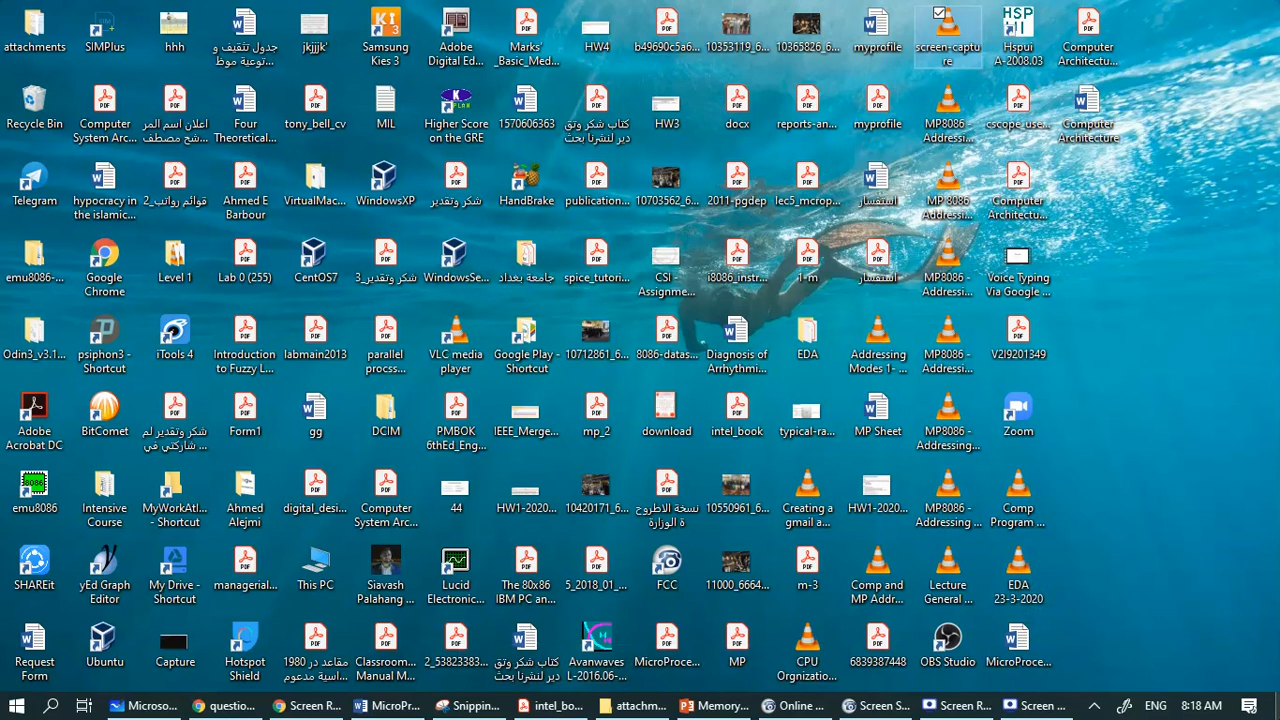 attachments
SIMPlus
hhh
جدول تثقيف و
توعية موظ...
jkjjjk'
Samsung
Kies 3
Adobe
Digital Ed...
Marks'
_Basic_Med...
HW4
b49690c5a6...
10353119_6...
10365826_6...
myprofile
screen-captu
re
Hspui
A-2008.03
Computer
Architectu...
Recycle Bin
Computer
System Arc...
اعلان اسم المر
شح مصطف...
Four
Theoretical...
tony_bell_cv
MIL
Higher Score
on the GRE
1570606363
كتاب شكر وتق
دير لنشرنا بحث
HW3
docx
reports-an...
myprofile
MP8086 -
Addressi...
cscope_use...
Computer
Architectu...
Telegram
hypocracy in
the islamic...
قوائم رواتب_2
Ahmed E
Barbour
VirtualMac...
WindowsXP
شكر وتقدير
HandBrake
publication...
10703562_6...
2011-pgdep
lec5_mcrop...
استفسار
MP 8086
Addressi...
Computer
Architectu...
emu8086-...
Google
Chrome
Level 1
Lab 0 (255)
CentOS7
شكر وتقدير_3
WindowsSe...
جامعة بغداد
spice_tutori...
CSI -
Assignme...
i8086_instr...
1-m
استفسار
MP8086 -
Addressi...
Voice Typing
Via Google ...
Odin3_v3.1...
psiphon3 -
Shortcut
iTools 4
Introduction
to Fuzzy L...
labmain2013
parallel
procss...
VLC media
player
Google Play -
Shortcut
10712861_6...
8086-datas...
Diagnosis of
Arrhythmi...
EDA
Addressing
Modes 1- ...
MP8086 -
Addressi...
V2I9201349
Adobe
Acrobat DC
BitComet
شكر وتقدير لم
شاركتي في ...
Form1
gg
DCIM
PMBOK
6thEd_Eng...
IEEE_Merge...
mp_2
download
intel_book
typical-ra...
MP Sheet
MP8086 -
Addressing...
Zoom
emu8086
Intensive
Course
MyWorkAtl...
- Shortcut
Ahmed
Alejmi
digital_desi...
Computer
System Arc...
44
HW1-2020...
10420171_6...
نسخة الاطروح
ة الوزارة
10550961_6...
Creating a
gmail a...
HW1-2020...
MP8086 -
Addressing ...
Comp
Program ...
SHAREit
yEd Graph
Editor
My Drive -
Shortcut
managerial...
This PC
Siavash
Palahang ...
Lucid
Electronic...
The 80x86
IBM PC an...
5_2018_01_...
FCC
11000_6664...
m-3
Comp and
MP Addr...
Lecture
General ...
EDA
23-3-2020
Request
Form
Ubuntu
Capture
Hotspot
Shield
مقاعد در 1980
اسية مدعوم...
Classroom...
Manual M...
2_53823383...
كتاب شكر وتق
دير لنشرنا بحث
Avanwaves
L-2016.06-...
MicroProce...
MP
CPU
Orgnizatio...
6839387448
OBS Studio
MicroProce...
Microso... questio... Screen R... MicroPr... Snippin... intel_bo... attachm... Memory... Online ... Screen S... Screen R... Screen ... ENG 8:18 AM